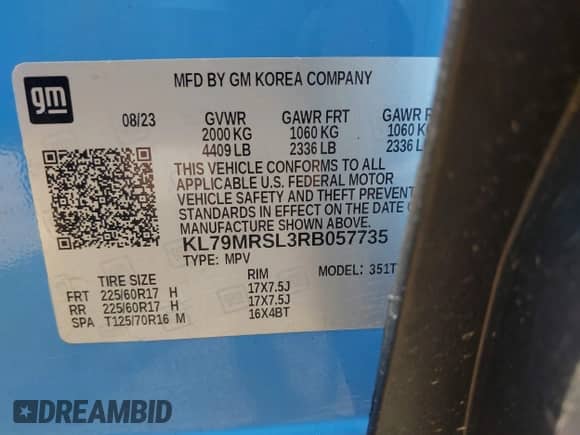 gm
MFD BY GM KOREA COMPANY
08/23 GVWR GAWR FRT GAWR
2000 KG 1060 KG 1060 KG
4409 LB 2336 LB 2336 LB
THIS VEHICLE CONFORMS TO ALL
APPLICABLE U.S. FEDERAL MOTOR
VEHICLE SAFETY AND THEFT PREVENT
STANDARDS IN EFFECT ON THE DATE O
MANUFACTURE SHOWN ABOVE.
KL79MRSL3RB057735
TYPE: MPV MODEL: 351T
TIRE SIZE RIM
FRT 225/60R17 H 17X7.5J
RR 225/60R17 H 17X7.5J
SPA T125/70R16 M 16X4BT
DREAMBID